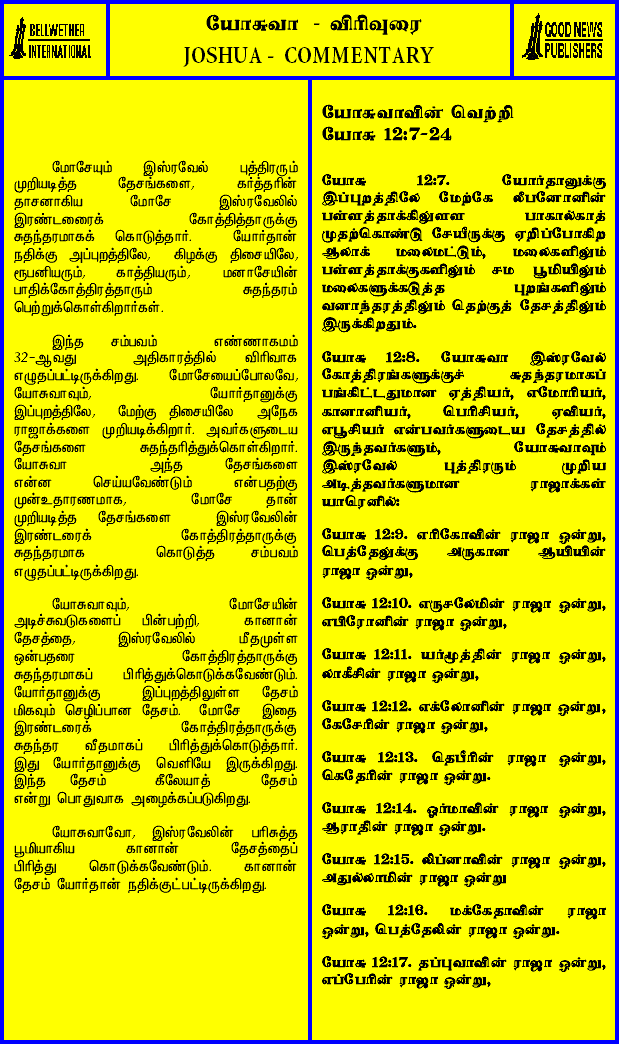 BELLWETHER
INTERNATIONAL
யோசுவா - விரிவுரை
JOSHUA - COMMENTARY
GOOD NEWS
PUBLISHERS
மோசேயும் இஸ்ரவேல் புத்திரரும்
முறியடித்த தேசங்களை, கர்த்தரின்
தாசனாகிய மோசே இஸ்ரவேலில்
இரண்டரைக் கோத்தித்தாருக்கு
சுதந்தரமாகக் கொடுத்தார். யோர்தான்
நதிக்கு அப்புறத்திலே, கிழக்கு திசையிலே,
ரூபனியரும், காத்தியரும், மனாசேயின்
பாதிக்கோத்திரத்தாரும் சுதந்தரம்
பெற்றுக்கொள்கிறார்கள்.
இந்த சம்பவம் எண்ணாகமம்
32-ஆவது அதிகாரத்தில் விரிவாக
எழுதப்பட்டிருக்கிறது. மோசேயைப்போலவே,
யோசுவாவும், யோர்தானுக்கு
இப்புறத்திலே, மேற்கு திசையிலே அநேக
ராஜாக்களை முறியடிக்கிறார். அவர்களுடைய
தேசங்களை சுதந்தரித்துக்கொள்கிறார்.
யோசுவா அந்த தேசங்களை
என்ன செய்யவேண்டும் என்பதற்கு
முன்உதாரணமாக, மோசே தான்
முறியடித்த தேசங்களை இஸ்ரவேலின்
இரண்டரைக் கோத்திரத்தாருக்கு
சுதந்தரமாக கொடுத்த சம்பவம்
எழுதப்பட்டிருக்கிறது.
யோசுவாவும், மோசேயின்
அடிச்சுவடுகளைப் பின்பற்றி, கானான்
தேசத்தை, இஸ்ரவேலில் மீதமுள்ள
ஒன்பதரை கோத்திரத்தாருக்கு
சுதந்தரமாகப் பிரித்துக்கொடுக்கவேண்டும்.
யோர்தானுக்கு இப்புறத்திலுள்ள தேசம்
மிகவும் செழிப்பான தேசம். மோசே இதை
இரண்டரைக் கோத்திரத்தாருக்கு
சுதந்தர வீதமாகப் பிரித்துக்கொடுத்தார்.
இது யோர்தானுக்கு வெளியே இருக்கிறது.
இந்த தேசம் கீலேயாத் தேசம்
என்று பொதுவாக அழைக்கப்படுகிறது.
யோசுவாவோ, இஸ்ரவேலின் பரிசுத்த
பூமியாகிய கானான் தேசத்தைப்
பிரித்து கொடுக்கவேண்டும். கானான்
தேசம் யோர்தான் நதிக்குட்பட்டிருக்கிறது.
யோசுவாவின் வெற்றி
யோசு 12:7-24
யோசு 12:7. யோர்தானுக்கு
இப்புறத்திலே மேற்கே லீபனோனின்
பள்ளத்தாக்கிலுளள பாகால்காத்
முதற்கொண்டு சேயீருக்கு ஏறிப்போகிற
ஆலாக் மலைமட்டும், மலைகளிலும்
பள்ளத்தாக்குகளிலும் சம பூமியிலும்
மலைகளுக்கடுத்த புறங்களிலும்
வனாந்தரத்திலும் தெற்குத் தேசத்திலும்
இருக்கிறதும்.
யோசு 12:8. யோசுவா இஸ்ரவேல்
கோத்திரங்களுக்குச் சுதந்தரமாகப்
பங்கிட்டதுமான ஏத்தியர், எமோரியர்,
கானானியர், பெரிசியர், ஏவியர்,
எபூசியர் என்பவர்களுடைய தேசத்தில்
இருந்தவர்களும், யோசுவாவும்
இஸ்ரவேல் புத்திரரும் முறிய
அடித்தவர்களுமான ராஜாக்கள்
யாரெனில்:
யோசு 12:9. எரிகோவின் ராஜா ஒன்று,
பெத்தேலுக்கு அருகான ஆயியின்
ராஜா ஒன்று,
யோசு 12:10. எருசலேமின் ராஜா ஒன்று,
எபிரோனின் ராஜா ஒன்று,
யோசு 12:11. யர்மூத்தின் ராஜா ஒன்று,
லாகீசின் ராஜா ஒன்று,
யோசு 12:12. எக்லோனின் ராஜா ஒன்று,
கேசேரின் ராஜா ஒன்று,
யோசு 12:13. தெபீரின் ராஜா ஒன்று,
கெதேரின் ராஜா ஒன்று.
யோசு 12:14. ஓர்மாவின் ராஜா ஒன்று,
ஆராதின் ராஜா ஒன்று.
யோசு 12:15. லிப்னாவின் ராஜா ஒன்று,
அதுல்லாமின் ராஜா ஒன்று
யோசு 12:16. மக்கேதாவின் ராஜா
ஒன்று, பெத்தேலின் ராஜா ஒன்று.
யோசு 12:17. தப்புவாவின் ராஜா ஒன்று,
எப்பேரின் ராஜா ஒன்று,